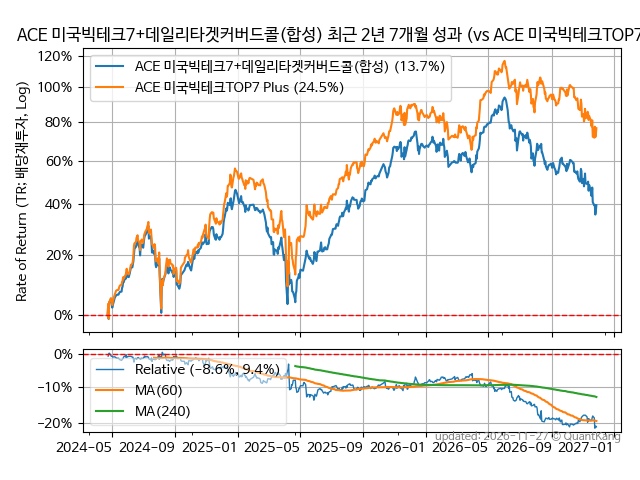 ACE 미국빅테크7+데일리타겟커버드콜(합성) 최근 2년 7개월 성과 (vs ACE 미국빅테크TOP7
120%
100%
80%
60%
40%
20%
0%
Rate of Return (TR: 배당재투자, Log)
ACE 미국빅테크7+데일리타겟커버드콜(합성) (13.7%)
ACE 미국빅테크TOP7 Plus (24.5%)
0%
−10%
−20%
Relative (−8.6%, 9.4%)
MA(60)
MA(240)
updated: 2026-11-27 © QuantKang
2024-05 2024-09 2025-01 2025-05 2025-09 2026-01 2026-05 2026-09 2027-01